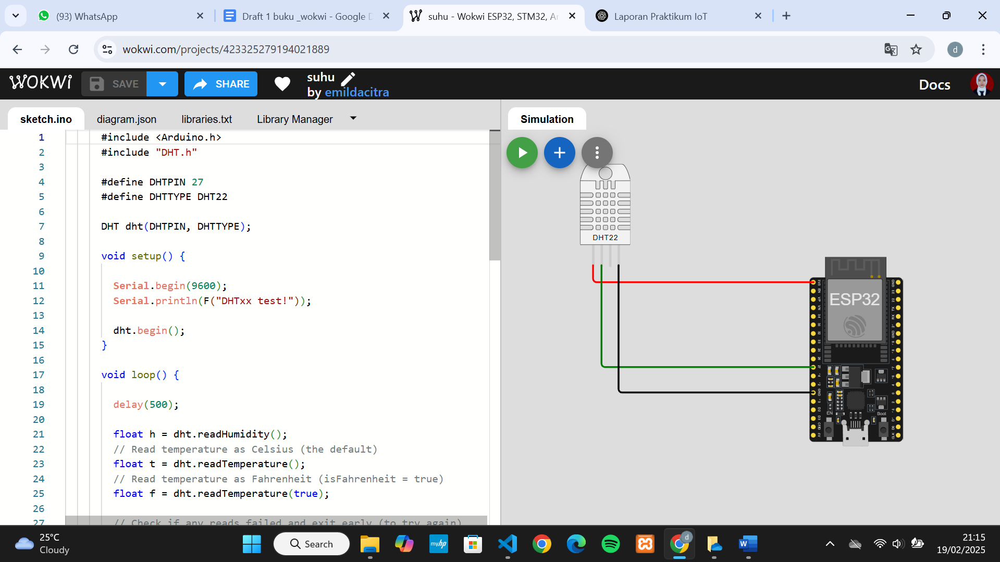 (93) WhatsApp
Draft 1 buku _wokwi - Google D
suhu - Wokwi ESP32, STM32, Ar
Laporan Praktikum IoT
wokwi.com/projects/423325279194021889
d
WOKWi
SAVE
SHARE
suhu
by emildacitra
Docs
sketch.ino
diagram.json
libraries.txt
Library Manager
Simulation
1 #include <Arduino.h>
2 #include "DHT.h"
3
4 #define DHTPIN 27
5 #define DHTTYPE DHT22
6
7 DHT dht(DHTPIN, DHTTYPE);
8
9 void setup() {
10
11 Serial.begin(9600);
12 Serial.println(F("DHTxx test!"));
13
14 dht.begin();
15 }
16
17 void loop() {
18
19 delay(500);
20
21 float h = dht.readHumidity();
22 // Read temperature as Celsius (the default)
23 float t = dht.readTemperature();
24 // Read temperature as Fahrenheit (isFahrenheit = true)
25 float f = dht.readTemperature(true);
26
27 // Check if any reads failed and exit early (to try again)
DHT22
ESP32
EN
Boot
25°C
Cloudy
Search
myhp
d
21:15
19/02/2025